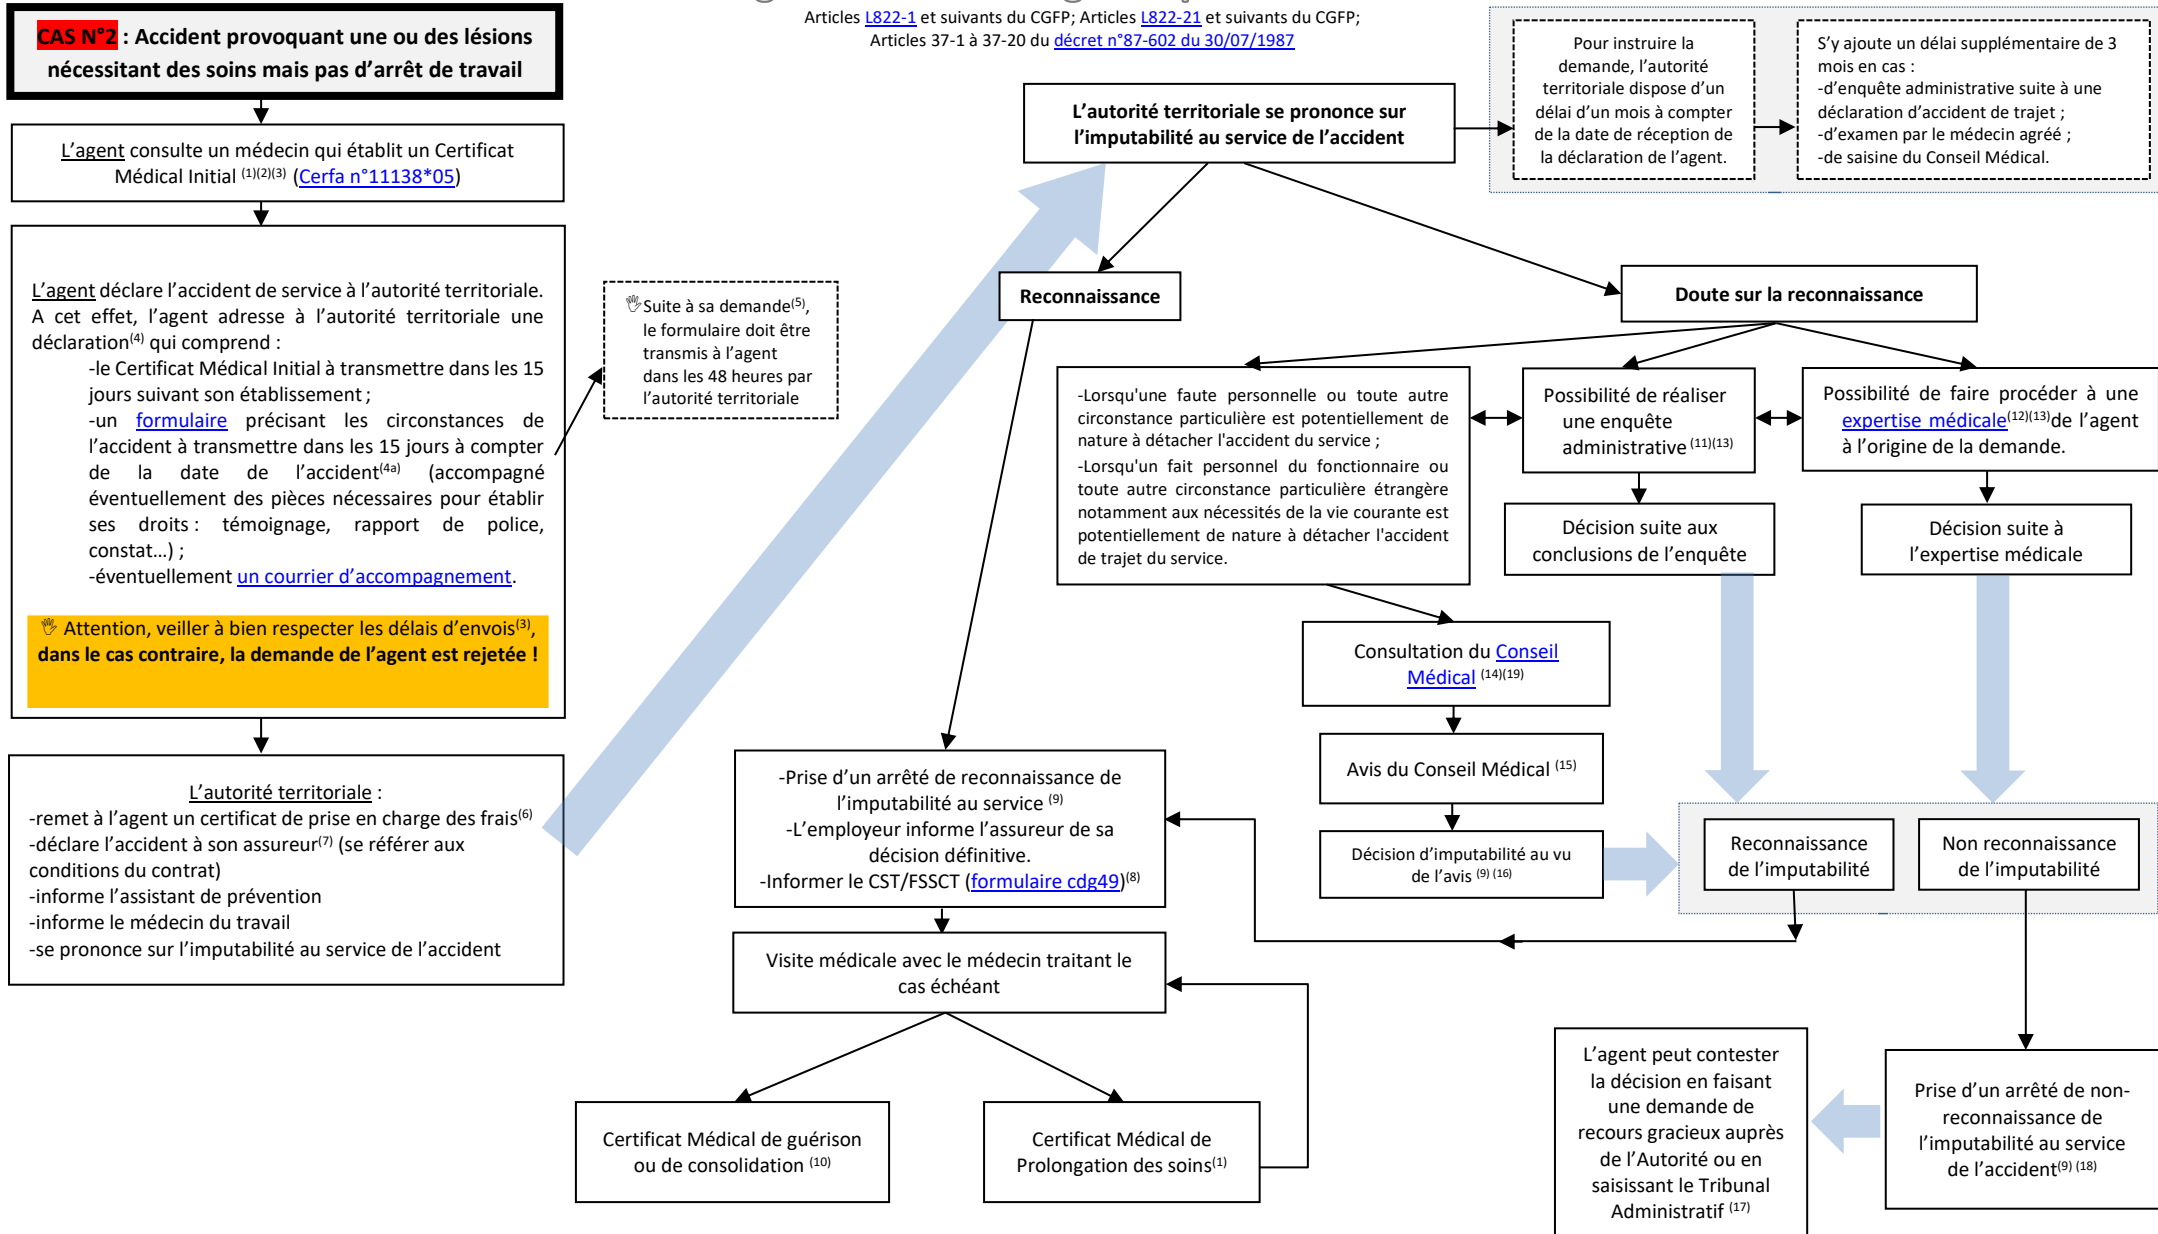 Articles L822-1 et suivants du CGFP; Articles L822-21 et suivants du CGFP;
Articles 37-1 à 37-20 du décret n°87-602 du 30/07/1987
CAS N°2 : Accident provoquant une ou des lésions
nécessitant des soins mais pas d'arrêt de travail
L'agent consulte un médecin qui établit un Certificat
Médical Initial (1)(2)(3) (Cerfa n°11138*05)
L'agent déclare l'accident de service à l'autorité territoriale.
A cet effet, l'agent adresse à l'autorité territoriale une
déclaration(4) qui comprend :
-le Certificat Médical Initial à transmettre dans les 15
jours suivant son établissement ;
-un formulaire précisant les circonstances de
l'accident à transmettre dans les 15 jours à compter
de la date de l'accident(4a) (accompagné
éventuellement des pièces nécessaires pour établir
ses droits : témoignage, rapport de police,
constat…) ;
-éventuellement un courrier d'accompagnement.
🖐 Attention, veiller à bien respecter les délais d'envois(3),
dans le cas contraire, la demande de l'agent est rejetée !
🖐Suite à sa demande(5),
le formulaire doit être
transmis à l'agent
dans les 48 heures par
l'autorité territoriale
L'autorité territoriale :
-remet à l'agent un certificat de prise en charge des frais(6)
-déclare l'accident à son assureur(7) (se référer aux
conditions du contrat)
-informe l'assistant de prévention
-informe le médecin du travail
-se prononce sur l'imputabilité au service de l'accident
L'autorité territoriale se prononce sur
l'imputabilité au service de l'accident
Pour instruire la
demande, l'autorité
territoriale dispose d'un
délai d'un mois à compter
de la date de réception de
la déclaration de l'agent.
S'y ajoute un délai supplémentaire de 3
mois en cas :
-d'enquête administrative suite à une
déclaration d'accident de trajet ;
-d'examen par le médecin agréé ;
-de saisine du Conseil Médical.
Reconnaissance
Doute sur la reconnaissance
-Lorsqu'une faute personnelle ou toute autre
circonstance particulière est potentiellement de
nature à détacher l'accident du service ;
-Lorsqu'un fait personnel du fonctionnaire ou
toute autre circonstance particulière étrangère
notamment aux nécessités de la vie courante est
potentiellement de nature à détacher l'accident
de trajet du service.
Possibilité de réaliser
une enquête
administrative (11)(13)
Possibilité de faire procéder à une
expertise médicale(12)(13)de l'agent
à l'origine de la demande.
Décision suite aux
conclusions de l'enquête
Décision suite à
l'expertise médicale
Consultation du Conseil
Médical (14)(19)
Avis du Conseil Médical (15)
Décision d'imputabilité au vu
de l'avis (9) (16)
Reconnaissance
de l'imputabilité
Non reconnaissance
de l'imputabilité
-Prise d'un arrêté de reconnaissance de
l'imputabilité au service (9)
-L'employeur informe l'assureur de sa
décision définitive.
-Informer le CST/FSSCT (formulaire cdg49)(8)
Visite médicale avec le médecin traitant le
cas échéant
Certificat Médical de guérison
ou de consolidation (10)
Certificat Médical de
Prolongation des soins(1)
L'agent peut contester
la décision en faisant
une demande de
recours gracieux auprès
de l'Autorité ou en
saisissant le Tribunal
Administratif (17)
Prise d'un arrêté de non-
reconnaissance de
l'imputabilité au service
de l'accident(9) (18)